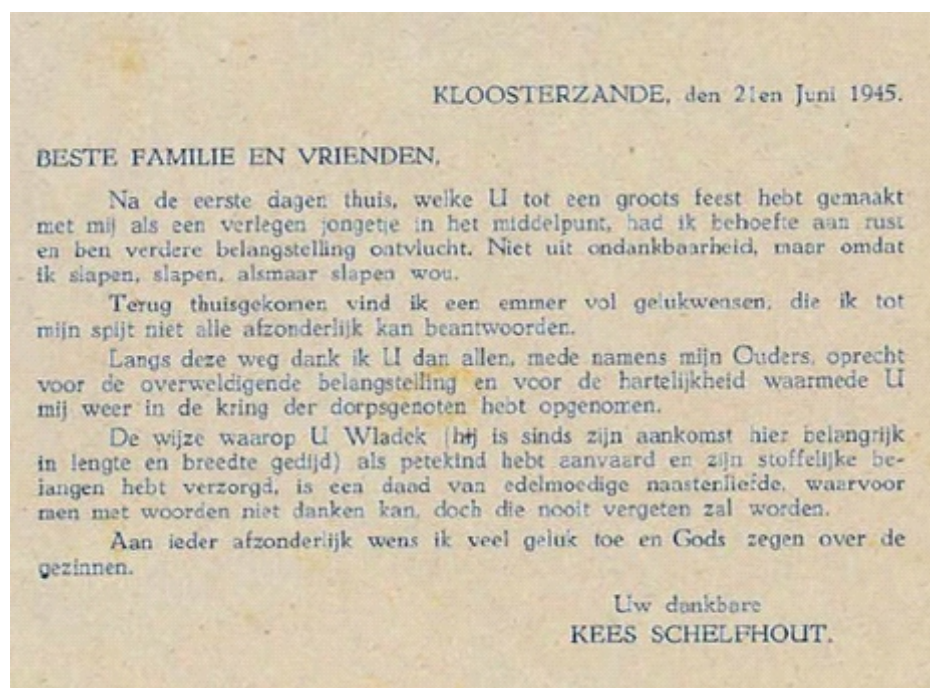 KLOOSTERZANDE, den 21en Juni 1945.
BESTE FAMILIE EN VRIENDEN,
Na de eerste dagen thuis, welke U tot een groots feest hebt gemaakt
met mij als een verlegen jongetje in het middelpunt, had ik behoefte aan rust
en ben verdere belangstelling ontvlucht. Niet uit ondankbaarheid, maar omdat
ik slapen, slapen, alsmaar slapen wou.
Terug thuisgekomen vind ik een emmer vol gelukwensen, die ik tot
mijn spijt niet alle afzonderlijk kan beantwoorden.
Langs deze weg dank ik U dan allen, mede namens mijn Ouders, oprecht
voor de overweldigende belangstelling en voor de hartelijkheid waarmede U
mij weer in de kring der dorpsgenoten hebt opgenomen.
De wijze waarop U Wladek (hij is sinds zijn aankomst hier belangrijk
in lengte en breedte gedijd) als petekind hebt aanvaard en zijn stoffelijke be-
langen hebt verzorgd, is een daad van edelmoedige naastenliefde, waarvoor
men met woorden niet danken kan, doch die nooit vergeten zal worden.
Aan ieder afzonderlijk wens ik veel geluk toe en Gods zegen over de
gezinnen.
Uw dankbare
KEES SCHELFHOUT.